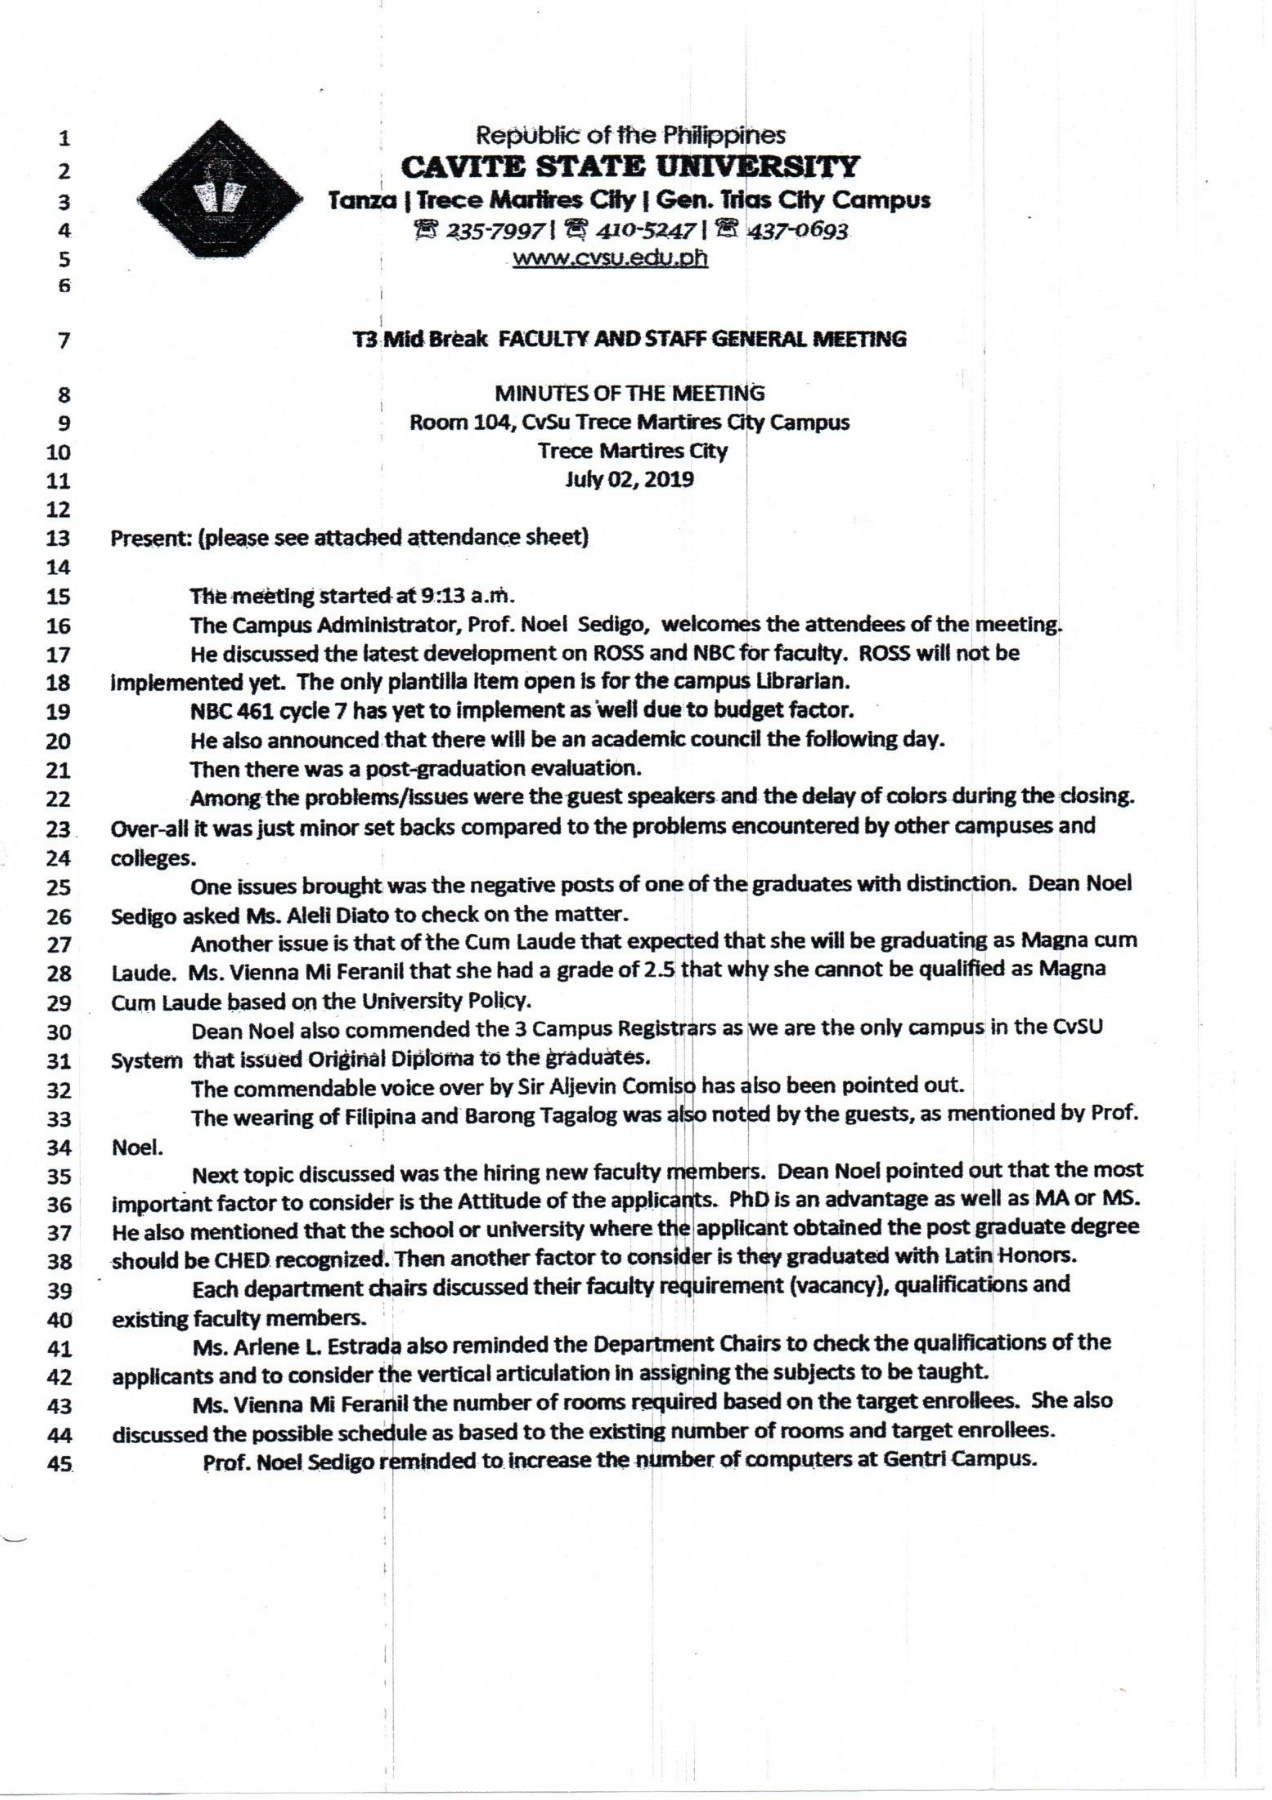 1 Republic of the Philippines
2 CAVITE STATE UNIVERSITY
3 Tanza | Trece Martires City | Gen. Trias City Campus
4 ☏ 235-7997 | ☏ 410-5247 | ☏ 437-0693
5 www.cvsu.edu.ph
6
7 T3 Mid Break FACULTY AND STAFF GENERAL MEETING
8 MINUTES OF THE MEETING
9 Room 104, CvSu Trece Martires City Campus
10 Trece Martires City
11 July 02, 2019
12
13 Present: (please see attached attendance sheet)
14
15 The meeting started at 9:13 a.m.
16 The Campus Administrator, Prof. Noel Sedigo, welcomes the attendees of the meeting.
17 He discussed the latest development on ROSS and NBC for faculty. ROSS will not be
18 implemented yet. The only plantilla item open is for the campus Librarian.
19 NBC 461 cycle 7 has yet to implement as well due to budget factor.
20 He also announced that there will be an academic council the following day.
21 Then there was a post-graduation evaluation.
22 Among the problems/issues were the guest speakers and the delay of colors during the closing.
23 Over-all it was just minor set backs compared to the problems encountered by other campuses and
24 colleges.
25 One issues brought was the negative posts of one of the graduates with distinction. Dean Noel
26 Sedigo asked Ms. Aleli Diato to check on the matter.
27 Another issue is that of the Cum Laude that expected that she will be graduating as Magna cum
28 Laude. Ms. Vienna Mi Feranil that she had a grade of 2.5 that why she cannot be qualified as Magna
29 Cum Laude based on the University Policy.
30 Dean Noel also commended the 3 Campus Registrars as we are the only campus in the CvSU
31 System that issued Original Diploma to the graduates.
32 The commendable voice over by Sir Aljevin Comiso has also been pointed out.
33 The wearing of Filipina and Barong Tagalog was also noted by the guests, as mentioned by Prof.
34 Noel.
35 Next topic discussed was the hiring new faculty members. Dean Noel pointed out that the most
36 important factor to consider is the Attitude of the applicants. PhD is an advantage as well as MA or MS.
37 He also mentioned that the school or university where the applicant obtained the post graduate degree
38 should be CHED recognized. Then another factor to consider is they graduated with Latin Honors.
39 Each department chairs discussed their faculty requirement (vacancy), qualifications and
40 existing faculty members.
41 Ms. Arlene L. Estrada also reminded the Department Chairs to check the qualifications of the
42 applicants and to consider the vertical articulation in assigning the subjects to be taught.
43 Ms. Vienna Mi Feranil the number of rooms required based on the target enrollees. She also
44 discussed the possible schedule as based to the existing number of rooms and target enrollees.
45 Prof. Noel Sedigo reminded to increase the number of computers at Gentri Campus.